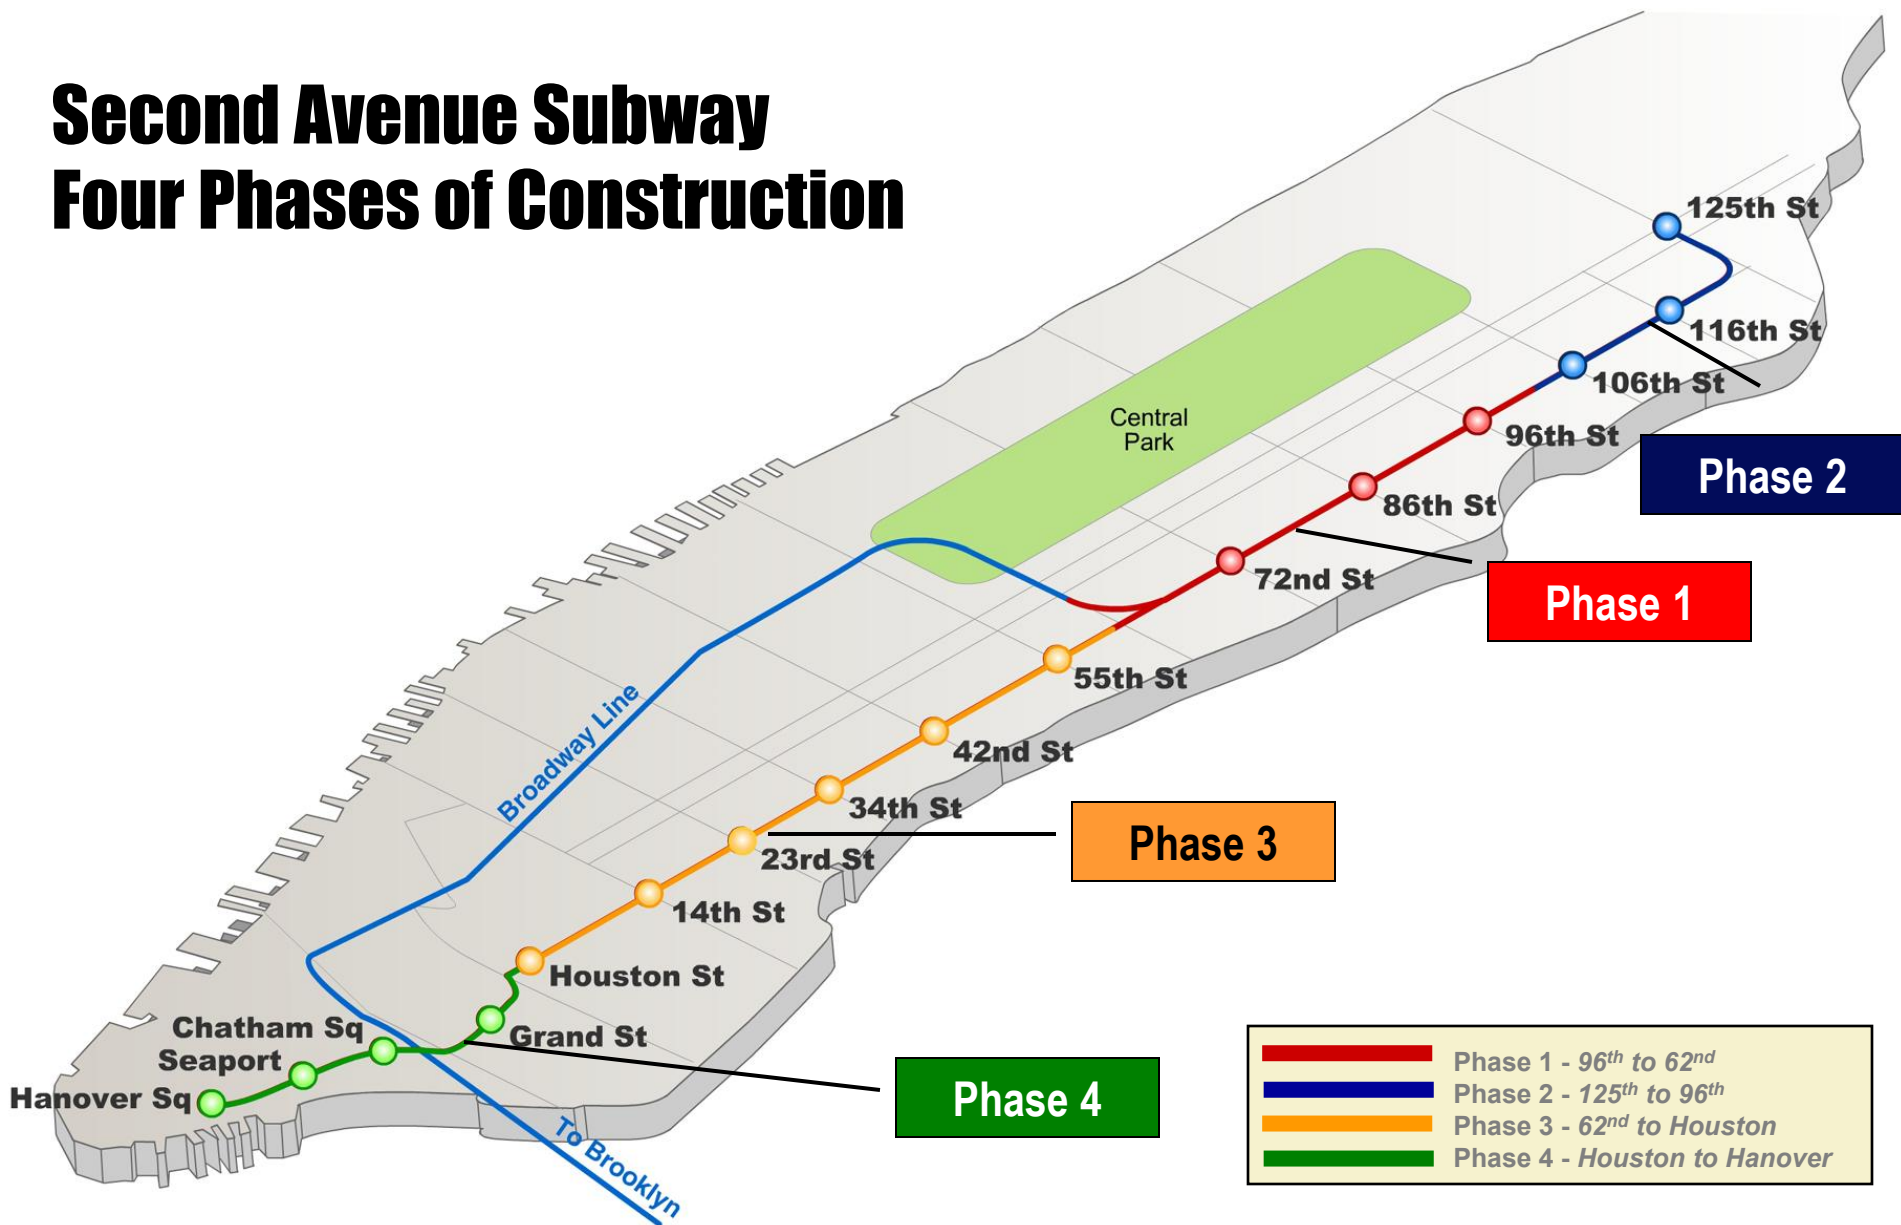 Second Avenue Subway
Four Phases of Construction
125th St
116th St
106th St
96th St
Phase 2
86th St
72nd St
Phase 1
Central
Park
55th St
42nd St
34th St
23rd St
Phase 3
14th St
Houston St
Broadway Line
Grand St
Chatham Sq
Seaport
Hanover Sq
Phase 4
To Brooklyn
Phase 1 - 96th to 62nd
Phase 2 - 125th to 96th
Phase 3 - 62nd to Houston
Phase 4 - Houston to Hanover